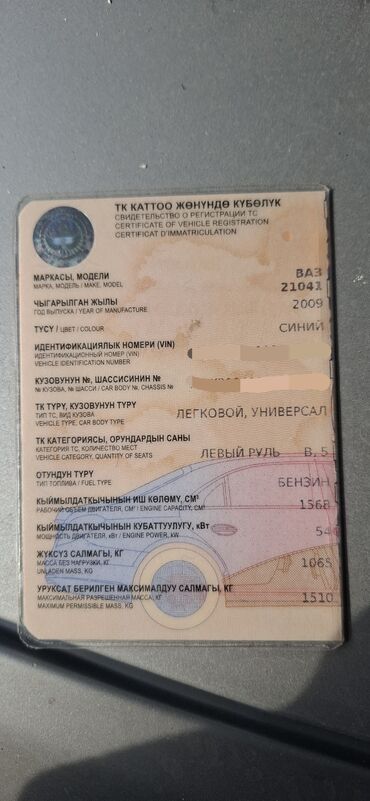 ТК КАТТОО ЖӨНҮНДӨ КҮБӨЛҮК
СВИДЕТЕЛЬСТВО О РЕГИСТРАЦИИ ТС
CERTIFICATE OF VEHICLE REGISTRATION
CERTIFICAT D'IMMATRICULATION
МАРКАСЫ, МОДЕЛИ ВАЗ
МАРКА, МОДЕЛЬ / MAKE, MODEL 21041
ЧЫГАРЫЛГАН ЖЫЛЫ 2009
ГОД ВЫПУСКА / YEAR OF MANUFACTURE
ТҮСҮ / ЦВЕТ / COLOUR СИНИЙ
ИДЕНТИФИКАЦИЯЛЫК НОМЕРИ (VIN)
ИДЕНТИФИКАЦИОННЫЙ НОМЕР (VIN)
VEHICLE IDENTIFICATION NUMBER
КУЗОВУНУН №, ШАССИСИНИН №
№ КУЗОВА, № ШАССИ / CAR BODY №, CHASSIS №
ТК ТҮРҮ, КУЗОВУНУН ТҮРҮ
ТИП ТС, ВИД КУЗОВА ЛЕГКОВОЙ, УНИВЕРСАЛ
VEHICLE TYPE, CAR BODY TYPE
ТК КАТЕГОРИЯСЫ, ОРУНДАРДЫН САНЫ
КАТЕГОРИЯ ТС, КОЛИЧЕСТВО МЕСТ ЛЕВЫЙ РУЛЬ B, 5
VEHICLE CATEGORY, QUANTITY OF SEATS
ОТУНДУН ТҮРҮ
ТИП ТОПЛИВА / FUEL TYPE БЕНЗИН
КЫЙМЫЛДАТКЫЧЫНЫН ИШ КӨЛӨМҮ, СМ³
РАБОЧИЙ ОБЪЕМ ДВИГАТЕЛЯ, СМ³ / ENGINE CAPACITY, CM³ 1568
КЫЙМЫЛДАТКЫЧЫНЫН КУБАТТУУЛУГУ, кВт
МОЩНОСТЬ ДВИГАТЕЛЯ, кВт / ENGINE POWER, kW 54
ЖҮКСҮЗ САЛМАГЫ, КГ
МАССА БЕЗ НАГРУЗКИ, КГ 1065
UNLADEN MASS, KG
УРУКСАТ БЕРИЛГЕН МАКСИМАЛДУУ САЛМАГЫ, КГ
МАКСИМАЛЬНАЯ РАЗРЕШЕННАЯ МАССА, КГ 1510
MAXIMUM PERMISSIBLE MASS, KG